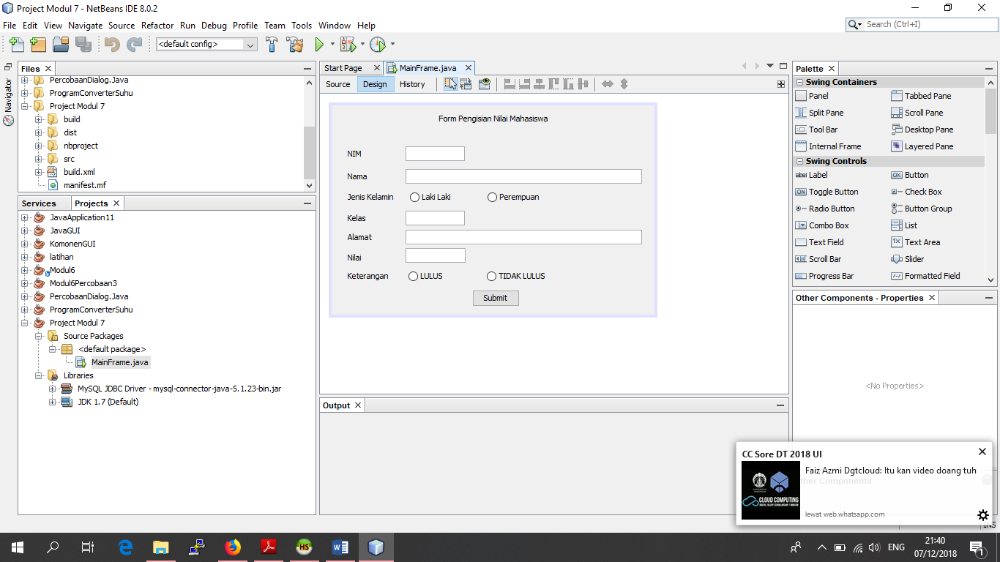 Project Modul 7 - NetBeans IDE 8.0.2
File Edit View Navigate Source Refactor Run Debug Profile Team Tools Window Help
Search (Ctrl+I)
<default config>
Navigator
Files
PercobaanDialog.Java
ProgramConverterSuhu
Project Modul 7
build
dist
nbproject
src
build.xml
manifest.mf
Services Projects
JavaApplication11
JavaGUI
KomonenGUI
latihan
Modul6
Modul6Percobaan3
PercobaanDialog.Java
ProgramConverterSuhu
Project Modul 7
Source Packages
<default package>
MainFrame.java
Libraries
MySQL JDBC Driver - mysql-connector-java-5.1.23-bin.jar
JDK 1.7 (Default)
Start Page MainFrame.java
Source Design History
Form Pengisian Nilai Mahasiswa
NIM
Nama
Jenis Kelamin Laki Laki Perempuan
Kelas
Alamat
Nilai
Keterangan LULUS TIDAK LULUS
Submit
Output
Palette
Swing Containers
Panel Tabbed Pane
Split Pane Scroll Pane
Tool Bar Desktop Pane
Internal Frame Layered Pane
Swing Controls
label Label OK Button
ON Toggle Button Check Box
Radio Button Button Group
Combo Box List
Text Field Text Area
Scroll Bar Slider
Progress Bar Formatted Field
Other Components - Properties
<No Properties>
CC Sore DT 2018 UI
Faiz Azmi Dgtcloud: Itu kan video doang tuh
ther Components
CLOUD COMPUTING
lewat web.whatsapp.com
INS
HS
ENG
21:40
07/12/2018
1